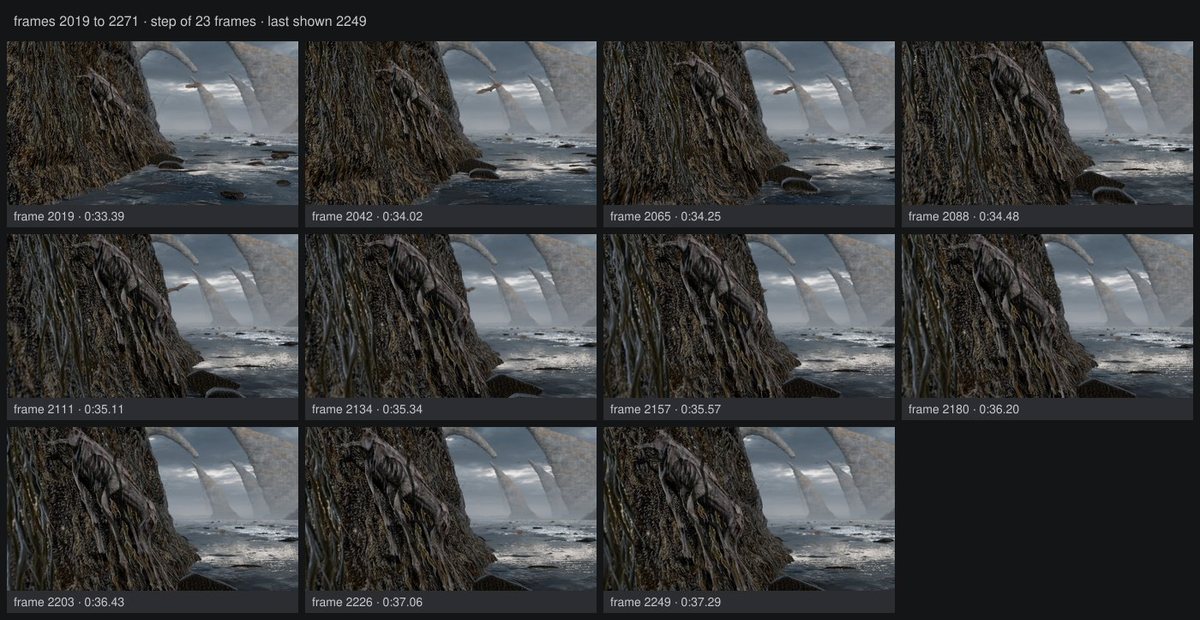 frames 2019 to 2271 · step of 23 frames · last shown 2249
frame 2019 · 0:33.39
frame 2042 · 0:34.02
frame 2065 · 0:34.25
frame 2088 · 0:34.48
frame 2111 · 0:35.11
frame 2134 · 0:35.34
frame 2157 · 0:35.57
frame 2180 · 0:36.20
frame 2203 · 0:36.43
frame 2226 · 0:37.06
frame 2249 · 0:37.29